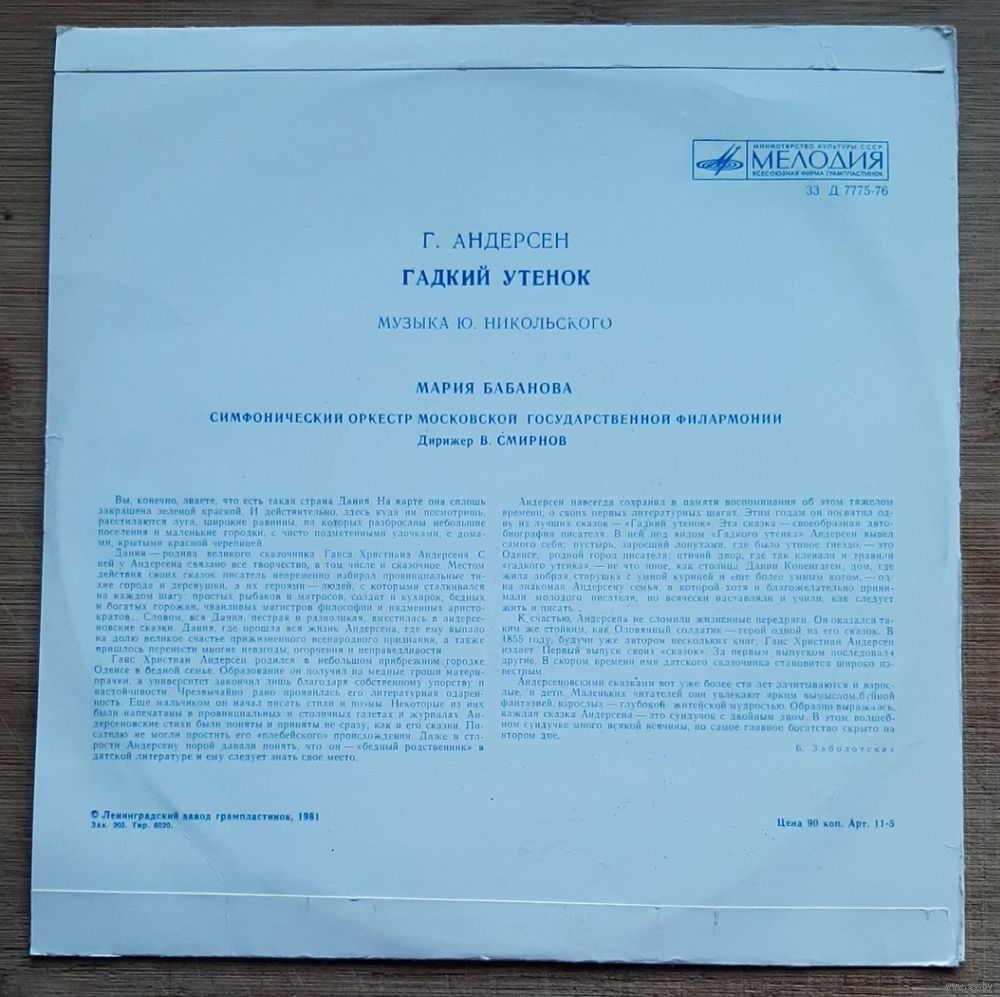 МИНИСТЕРСТВО КУЛЬТУРЫ СССР
МЕЛОДИЯ
ВСЕСОЮЗНАЯ ФИРМА ГРАМПЛАСТИНОК
33 Д 7775-76
Г. АНДЕРСЕН
ГАДКИЙ УТЕНОК
МУЗЫКА Ю. НИКОЛЬСКОГО
МАРИЯ БАБАНОВА
СИМФОНИЧЕСКИЙ ОРКЕСТР МОСКОВСКОЙ ГОСУДАРСТВЕННОЙ ФИЛАРМОНИИ
Дирижер В. СМИРНОВ
Вы, конечно, знаете, что есть такая страна Дания. На карте она сплошь
закрашена зеленой краской. И действительно, здесь куда ни посмотришь,
расстилаются луга, широкие равнины, на которых разбросаны небольшие
поселки и маленькие городки, с чисто подметенными улочками, с дома-
ми, крытыми красной черепицей.
Дания — родина великого сказочника Ганса Христиана Андерсена. С
ней у Андерсена связано все творчество, в том числе и сказочное. Местом
действия своих сказок писатель непременно избирал провинциальные ти-
хие города и деревушки, а их героями — людей, с которыми сталкивался
на каждом шагу: простых рыбаков и матросов, солдат и кухарок, бедных
и богатых горожан, чванливых магистров философии и надменных аристо-
кратов... Словом, вся Дания, пестрая и разноликая, вместилась в андерсе-
новские сказки. Дания, где прошла вся жизнь Андерсена, где ему выпало
на долю великое счастье прижизненного всенародного признания, а также
пришлось перенести многие невзгоды, огорчения и неправедливости.
Ганс Христиан Андерсен родился в небольшом прибрежном городке
Оденсе в бедной семье. Образование он получил на медные гроши матери-
прачки, а университет закончил лишь благодаря собственному упорству и
настойчивости. Чрезвычайно рано проявилась его литературная одарен-
ность. Еще мальчиком он начал писать стихи и поэмы. Некоторые из них
были напечатаны в провинциальных и столичных газетах и журналах. Ан-
дерсеновские стихи были поняты и приняты не сразу, как и его сказки. Пи-
сателю не могли простить его «плебейского» происхождения. Даже в ста-
рости Андерсену порой давали понять, что он — «бедный родственник» в
датской литературе и ему следует знать свое место.
Андерсен навсегда сохранил в памяти воспоминания об этом тяжелом
времени, о своих первых литературных шагах. Этим годам он посвятил од-
ну из лучших сказок — «Гадкий утенок». Эта сказка — своеобразная авто-
биография писателя. В ней под видом «Гадкого утенка» Андерсен вывел
самого себя; пустырь, заросший лопухами, где было утиное гнездо, — это
Оденсе, родной город писателя; птичий двор, где так клевали и травили
«гадкого утенка», — не что иное, как столица Дании Копенгаген; дом, где
жила добрая старушка с умной курицей и еще более умным котом, — од-
на знакомая Андерсену семья, в которой хотя и благожелательно прини-
мали молодого писателя, но всячески наставляли и учили, как следует
жить и писать...
К счастью, Андерсена не сломили жизненные передряги. Он оказался та-
ким же стойким, как Оловянный солдатик — герой одной из его сказок. В
1855 году, будучи уже автором нескольких книг, Ганс Христиан Андерсен
издает Первый выпуск своих «сказок». За первым выпуском последовали
другие. В скором времени имя датского сказочника становится широко из-
вестным.
Андерсеновскими сказками вот уже более ста лет зачитываются и взрос-
лые, и дети. Маленьких читателей они увлекают ярким вымыслом, буйной
фантазией, взрослых — глубокой житейской мудростью. Образно выражаясь,
каждая сказка Андерсена — это сундучок с двойным дном. В этом волшеб-
ном сундучке много всякой всячины, но самое главное богатство скрыто на
втором дне.
Б. Заболотских
© Ленинградский завод грампластинок, 1981
Зак. 203. Тир. 6020.
Цена 90 коп. Арт. 11-5